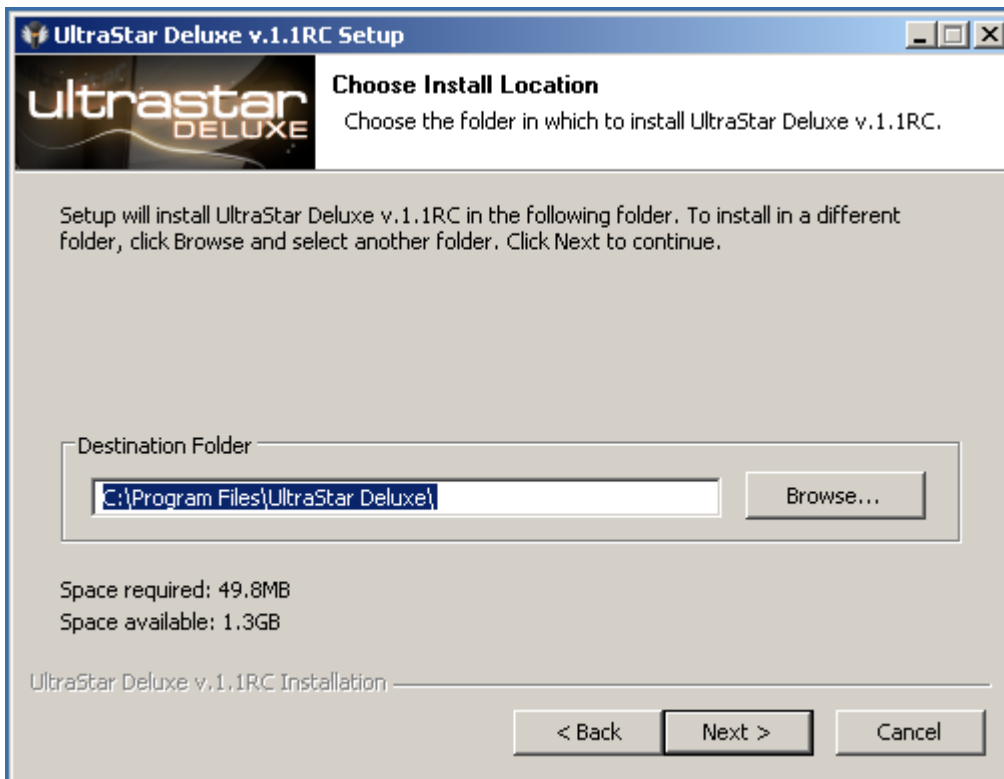 UltraStar Deluxe v.1.1RC Setup
ultrastar
DELUXE
Choose Install Location
Choose the folder in which to install UltraStar Deluxe v.1.1RC.
Setup will install UltraStar Deluxe v.1.1RC in the following folder. To install in a different
folder, click Browse and select another folder. Click Next to continue.
Destination Folder
C:\Program Files\UltraStar Deluxe\
Browse...
Space required: 49.8MB
Space available: 1.3GB
UltraStar Deluxe v.1.1RC Installation
< Back
Next >
Cancel